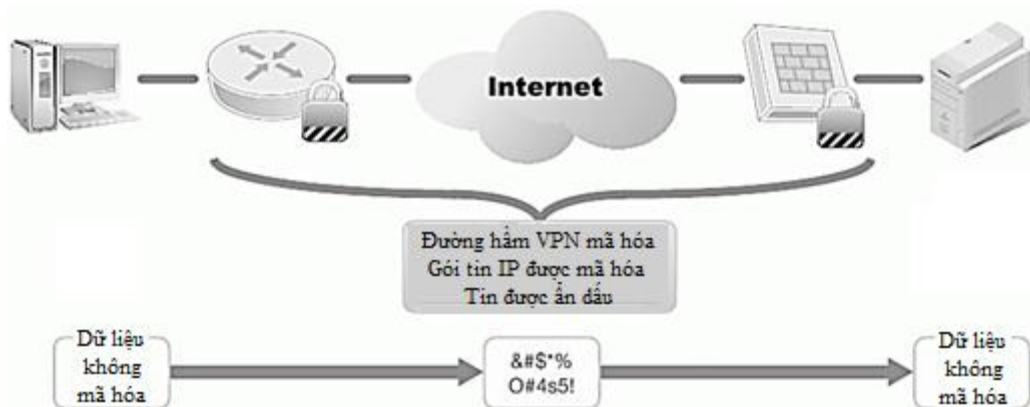 Internet
Đường hầm VPN mã hóa
Gói tin IP được mã hóa
Tin được ẩn dấu
Dữ liệu
không
mã hóa
&#$*%
O#4s5!
Dữ liệu
không
mã hóa